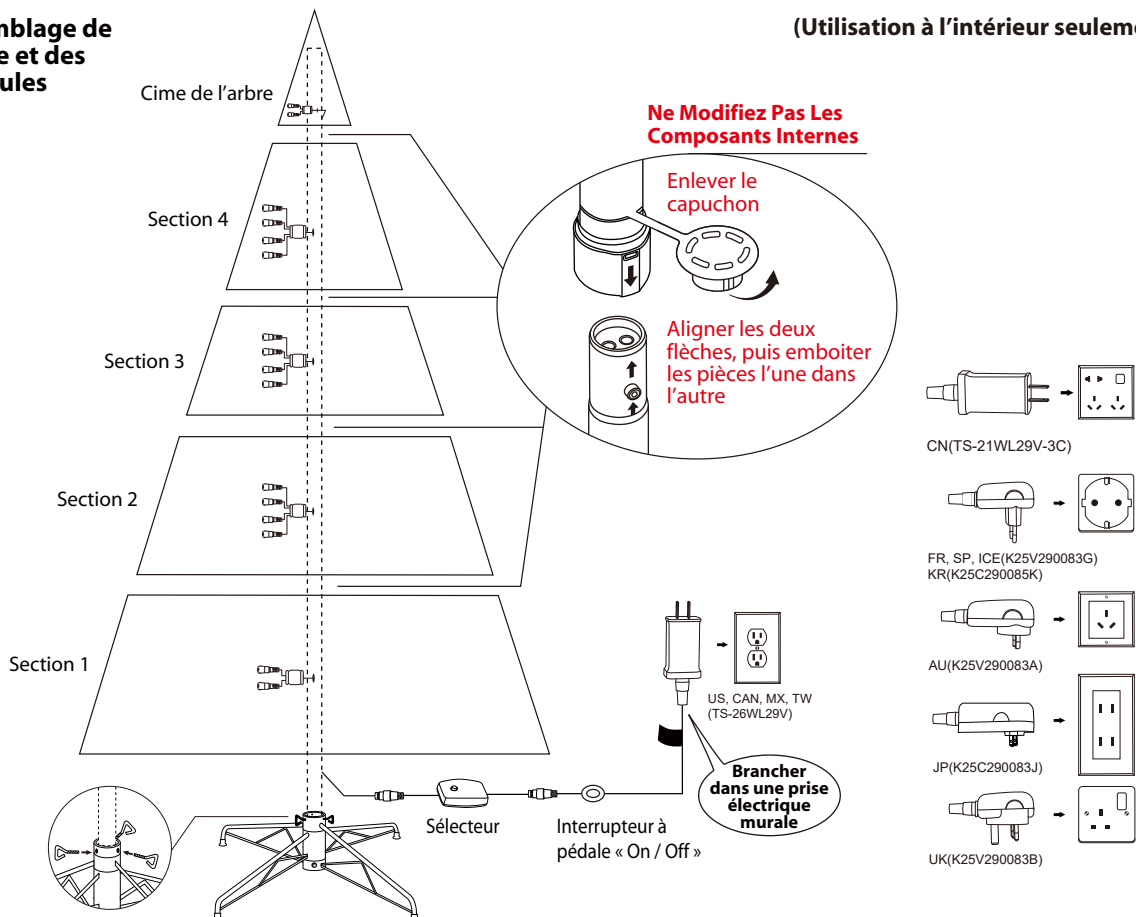 mblage de
e et des
ules
(Utilisation à l’intérieur seuleme
Cime de l’arbre
Ne Modifiez Pas Les
Composants Internes
Enlever le
capuchon
Section 4
Aligner les deux
flèches, puis emboiter
les pièces l’une dans
l’autre
Section 3
CN(TS-21WL29V-3C)
Section 2
FR, SP, ICE(K25V290083G)
KR(K25C290085K)
Section 1
AU(K25V290083A)
US, CAN, MX, TW
(TS-26WL29V)
JP(K25C290083J)
Brancher
dans une prise
électrique
murale
Sélecteur
Interrupteur à
pédale « On / Off »
UK(K25V290083B)